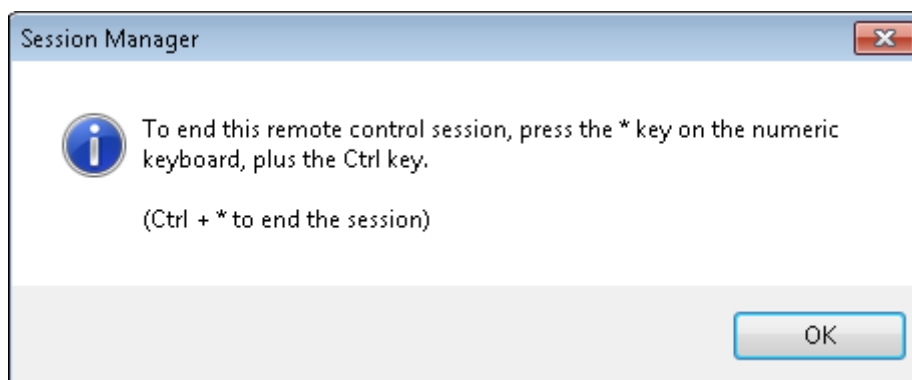 Session Manager
To end this remote control session, press the * key on the numeric
keyboard, plus the Ctrl key.
(Ctrl + * to end the session)
OK